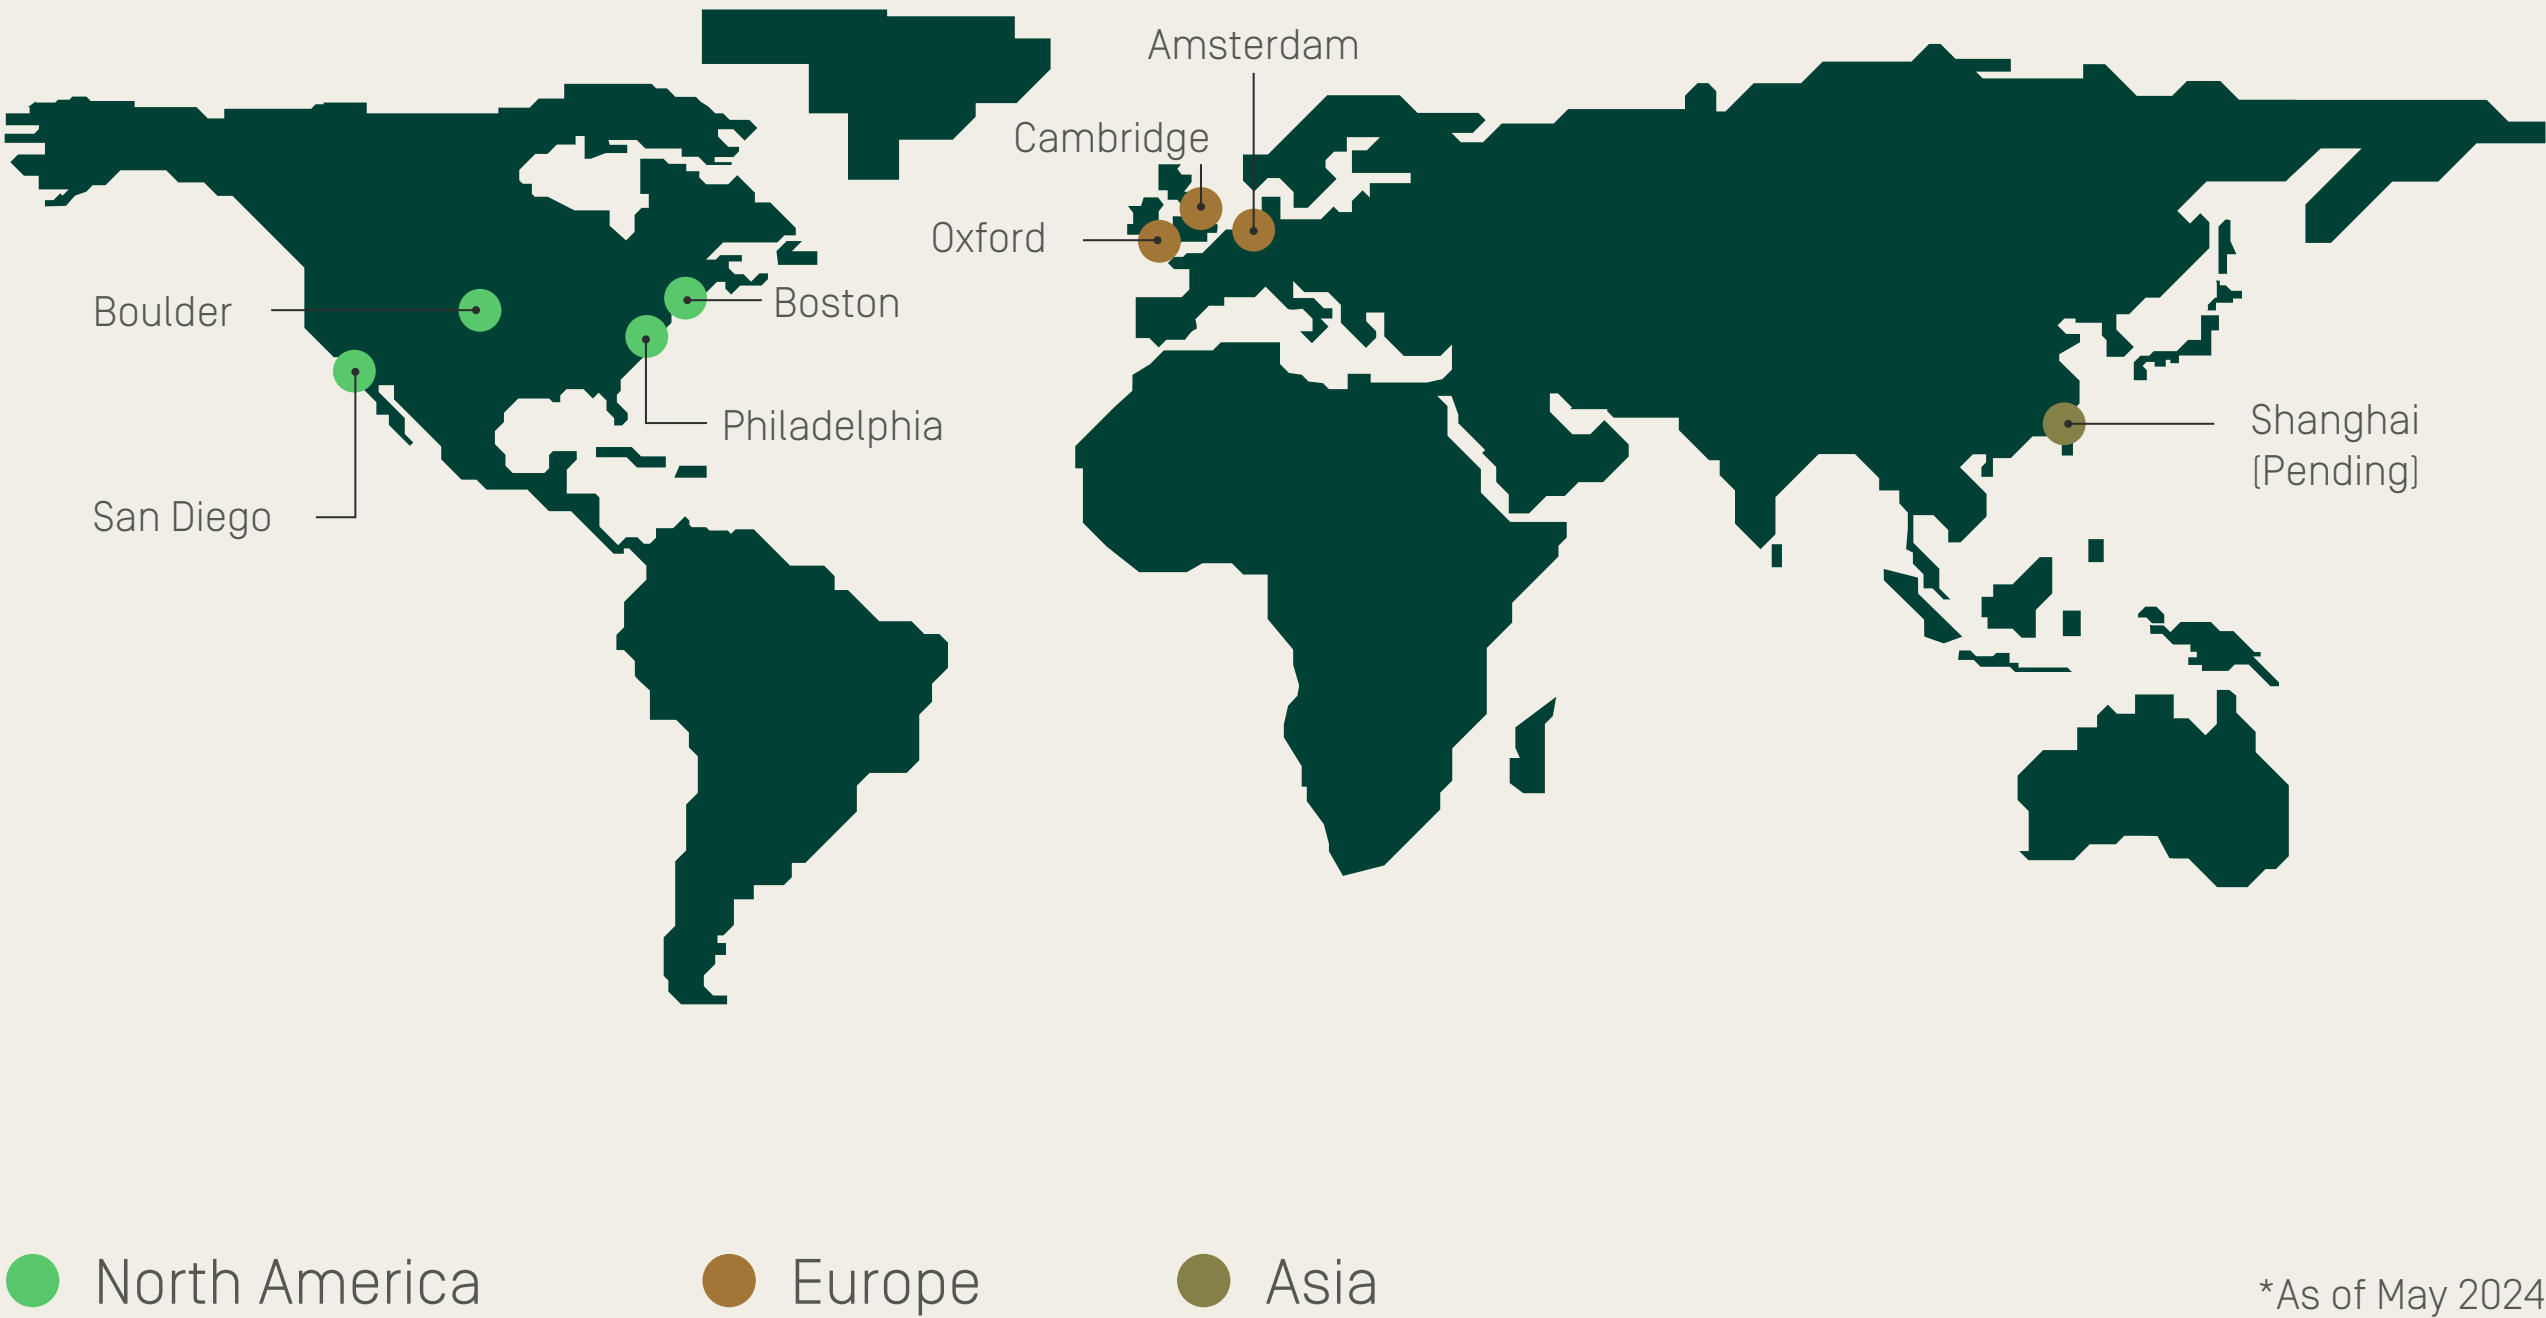 Amsterdam
Cambridge
Oxford
Boulder
Boston
Philadelphia
San Diego
Shanghai
(Pending)
North America
Europe
Asia
*As of May 2024